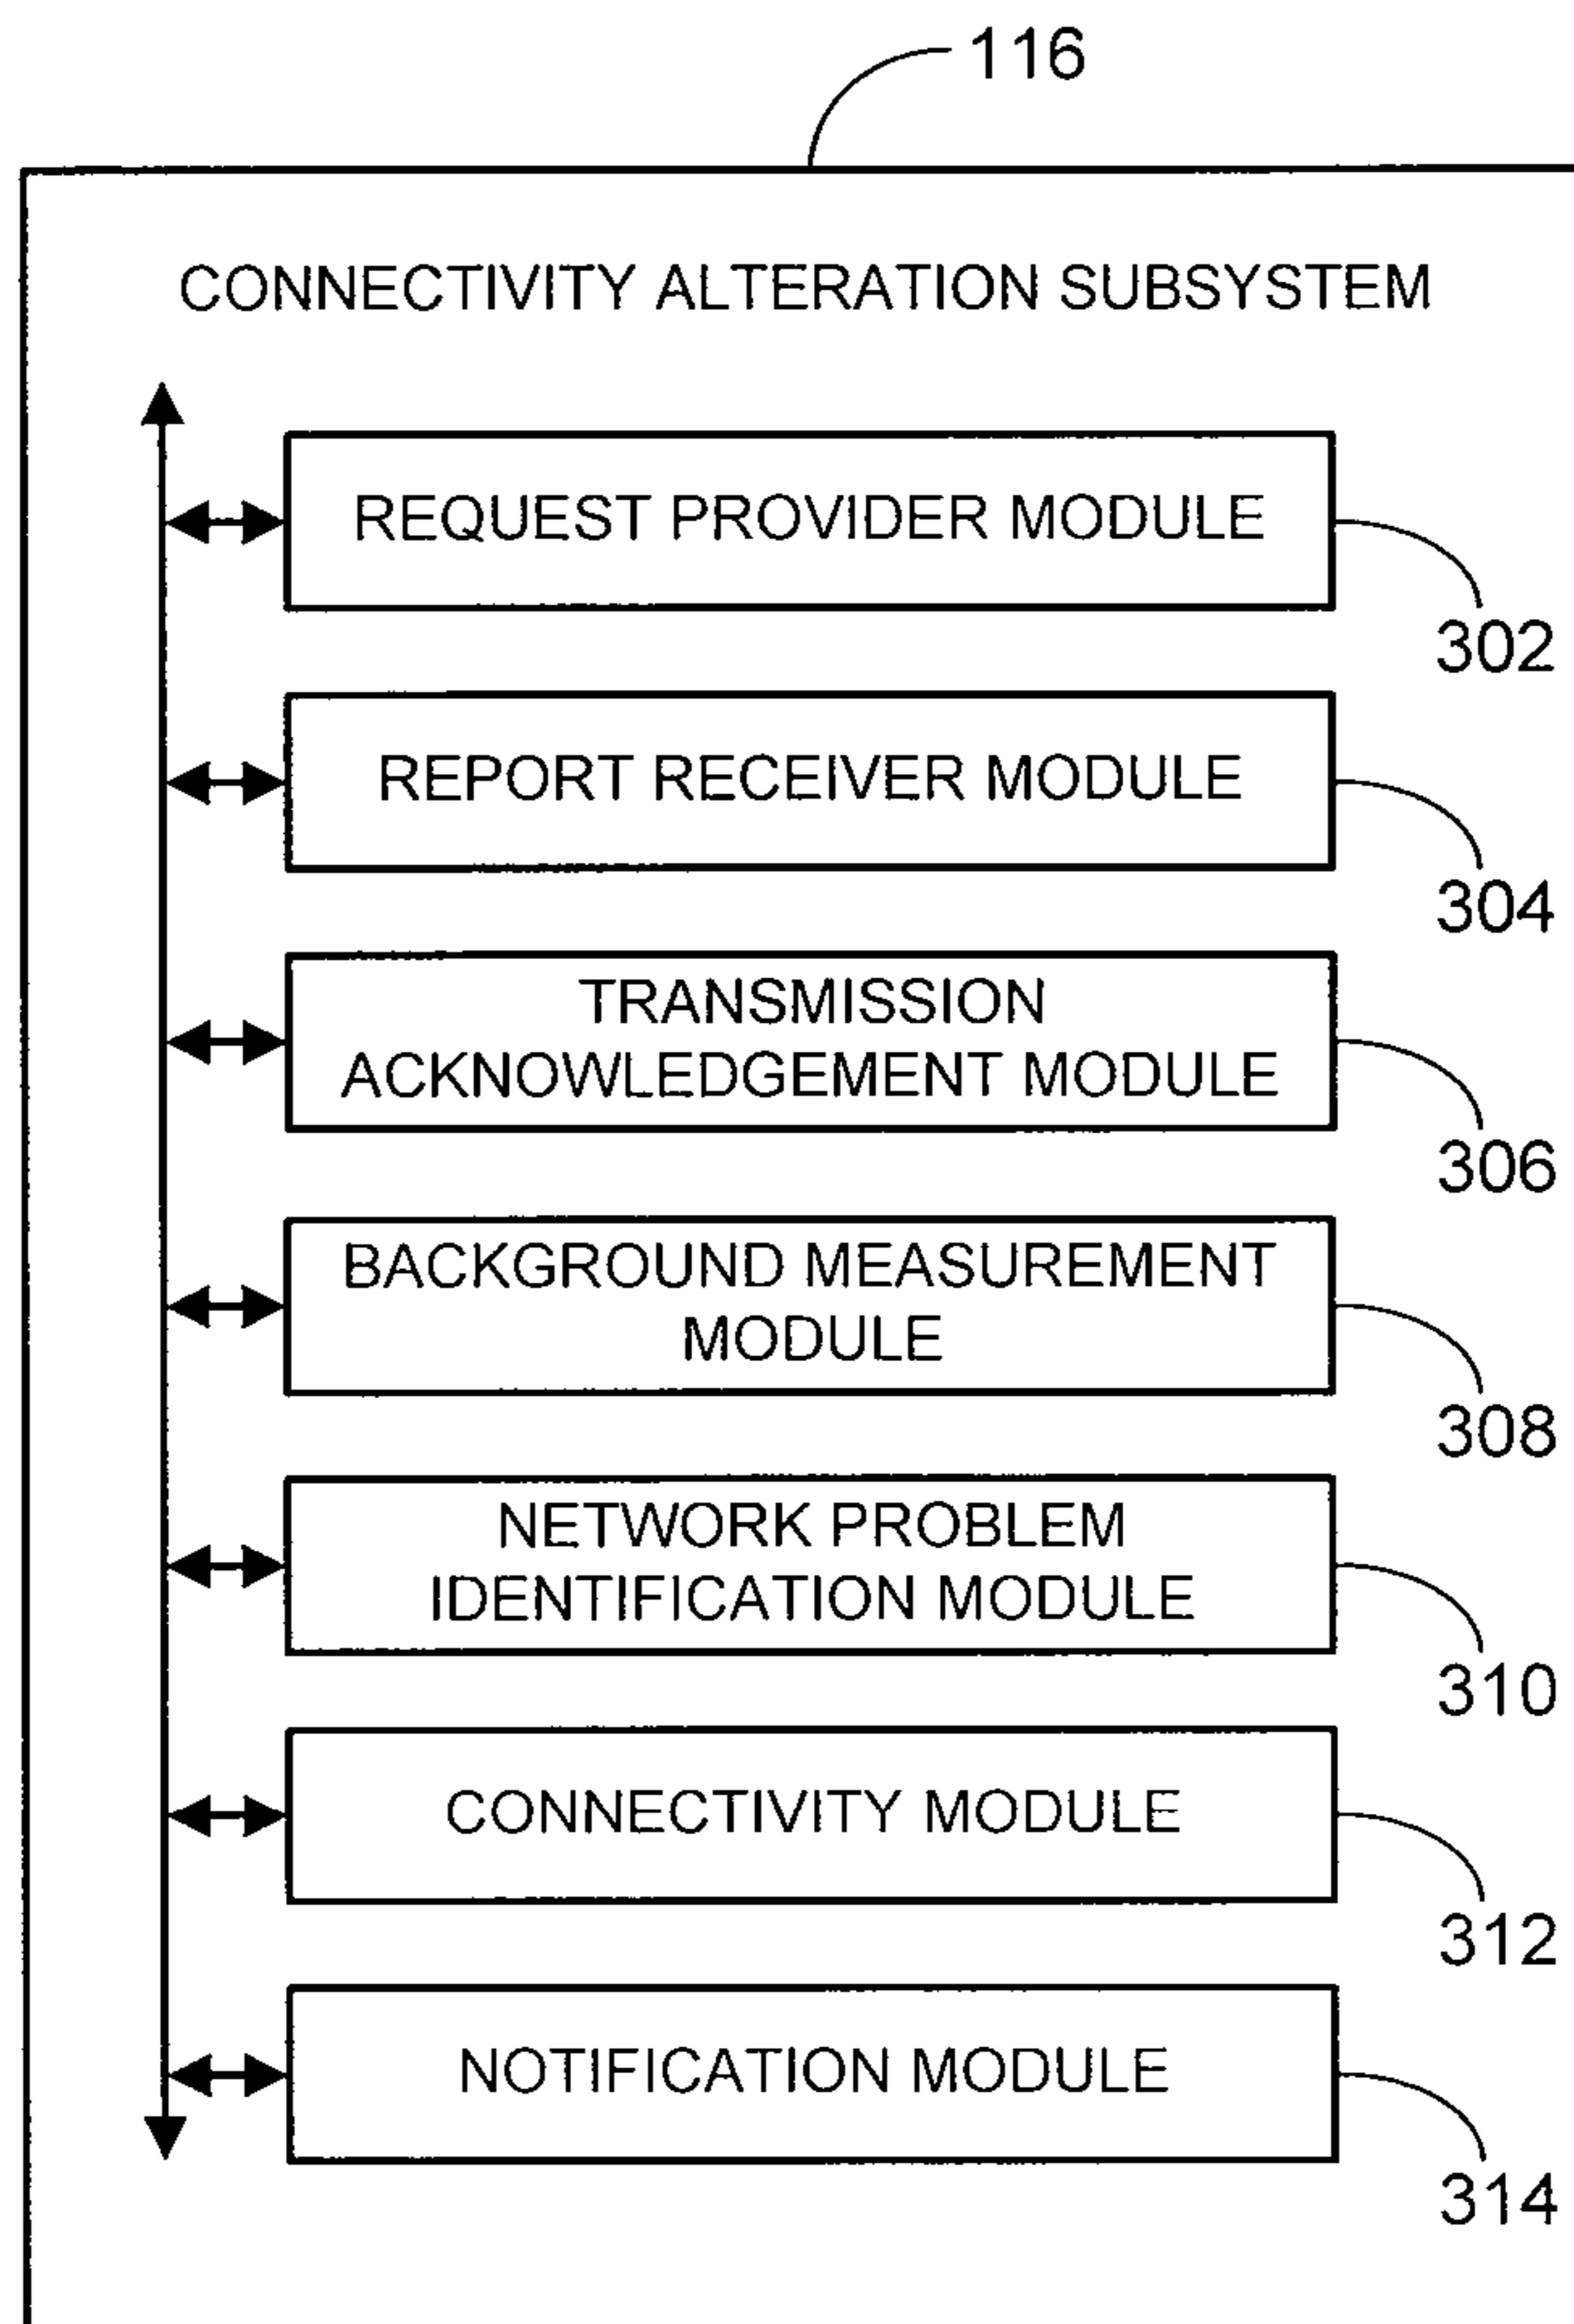 116
CONNECTIVITY ALTERATION SUBSYSTEM
REQUEST PROVIDER MODULE
302
REPORT RECEIVER MODULE
304
TRANSMISSION
ACKNOWLEDGEMENT MODULE
306
BACKGROUND MEASUREMENT
MODULE
308
NETWORK PROBLEM
IDENTIFICATION MODULE
310
CONNECTIVITY MODULE
312
NOTIFICATION MODULE
314